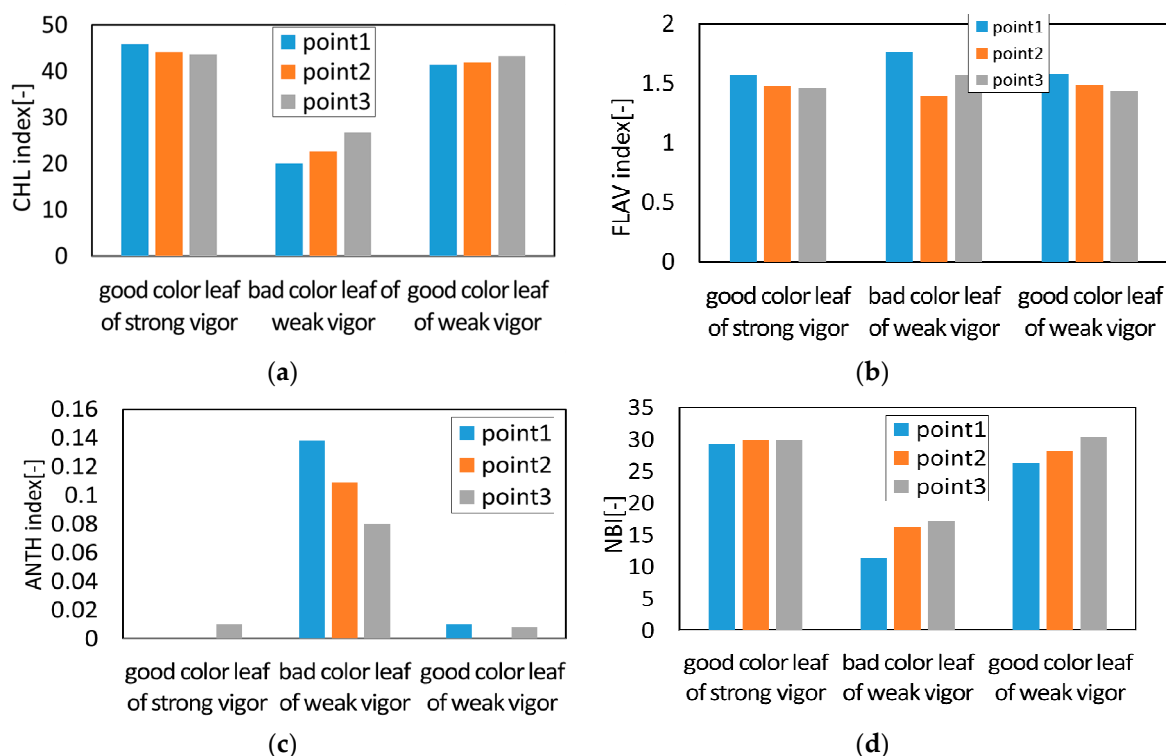 50
40
30
20
10
0
CHL index[-]
point1
point2
point3
good color leaf
of strong vigor
bad color leaf of
weak vigor
good color leaf
of weak vigor
(a)
2
1.5
1
0.5
0
FLAV index[-]
point1
point2
point3
good color leaf
of strong vigor
bad color leaf
of weak vigor
good color leaf
of weak vigor
(b)
0.16
0.14
0.12
0.1
0.08
0.06
0.04
0.02
0
ANTH index[-]
point1
point2
point3
good color leaf
of strong vigor
bad color leaf
of weak vigor
good color leaf
of weak vigor
(c)
35
30
25
20
15
10
5
0
NBI[-]
point1
point2
point3
good color leaf
of strong vigor
bad color leaf
of weak vigor
good color leaf
of weak vigor
(d)